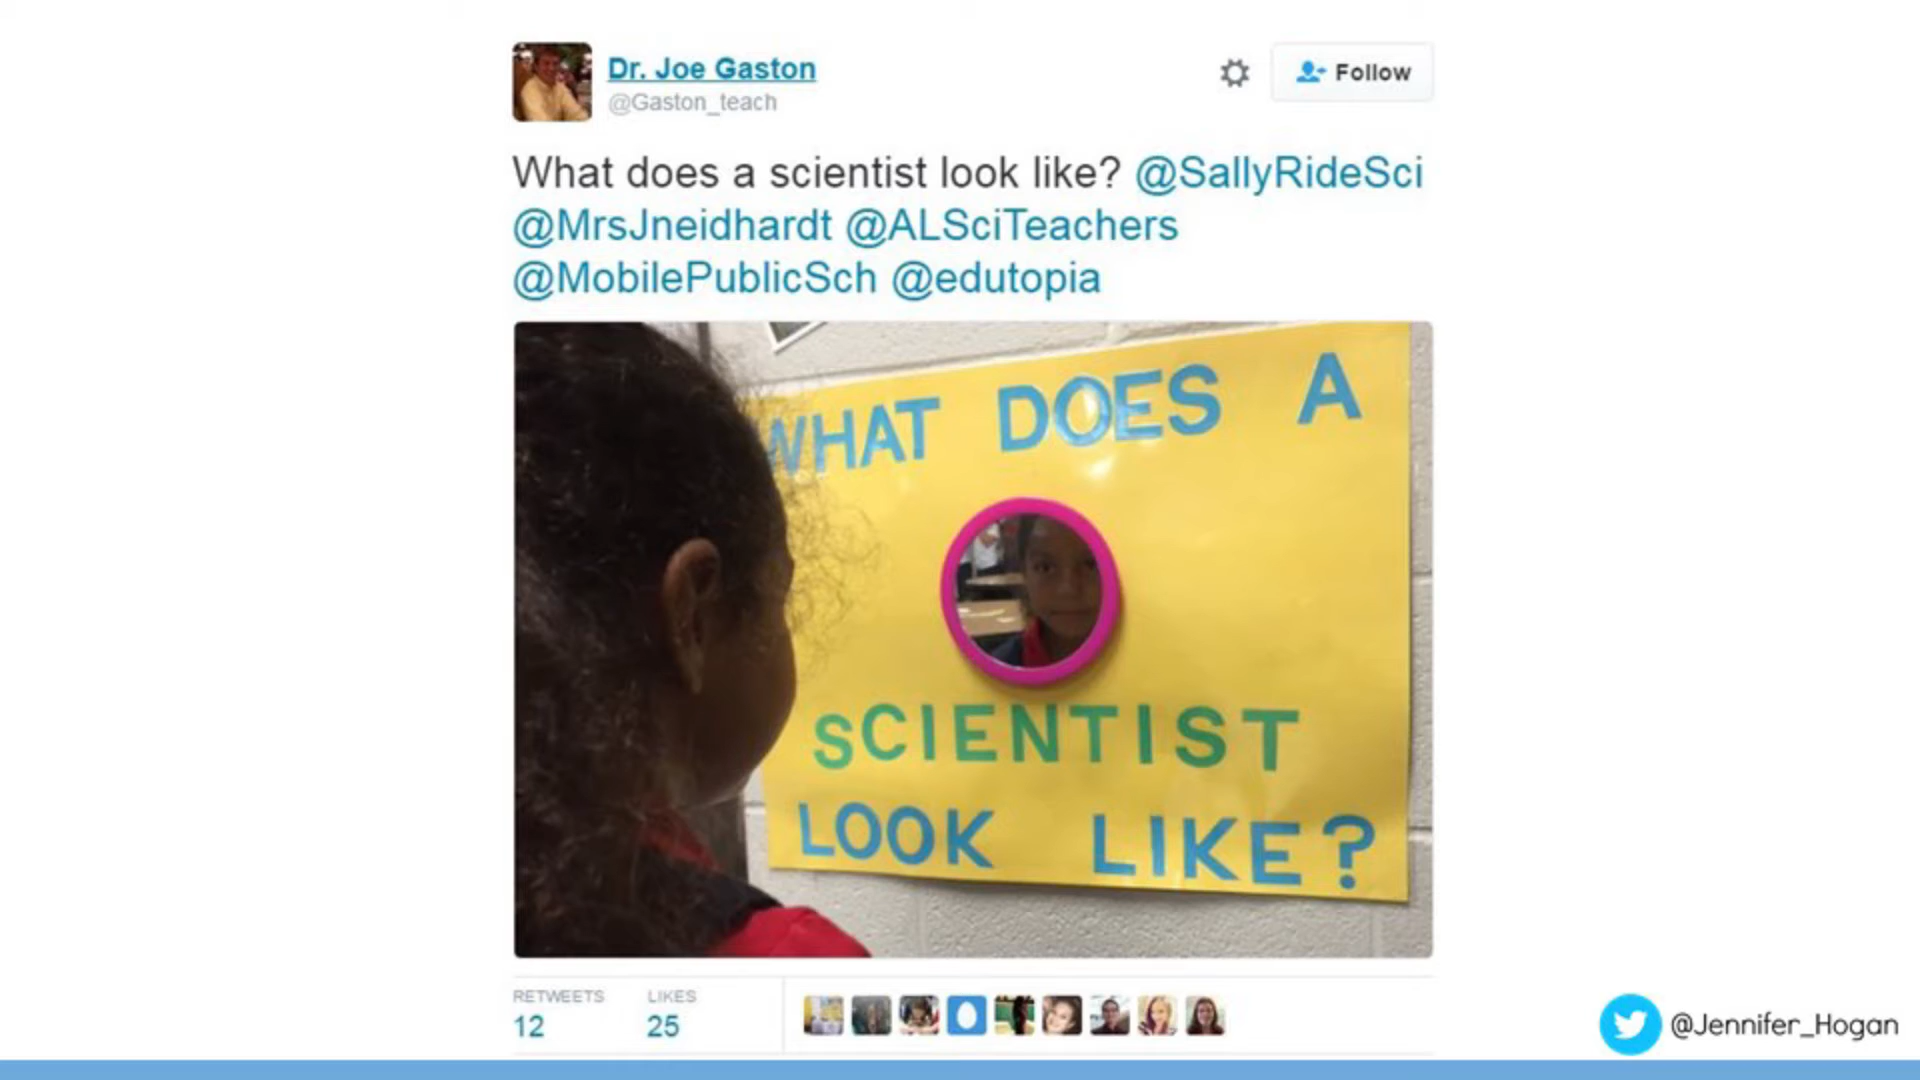 Dr. Joe Gaston
@Gaston_teach
Follow
What does a scientist look like? @SallyRideSci
@MrsJneidhardt @ALSciTeachers
@MobilePublicSch @edutopia
WHAT DOES A
SCIENTIST
LOOK LIKE?
RETWEETS LIKES
12 25
@Jennifer_Hogan